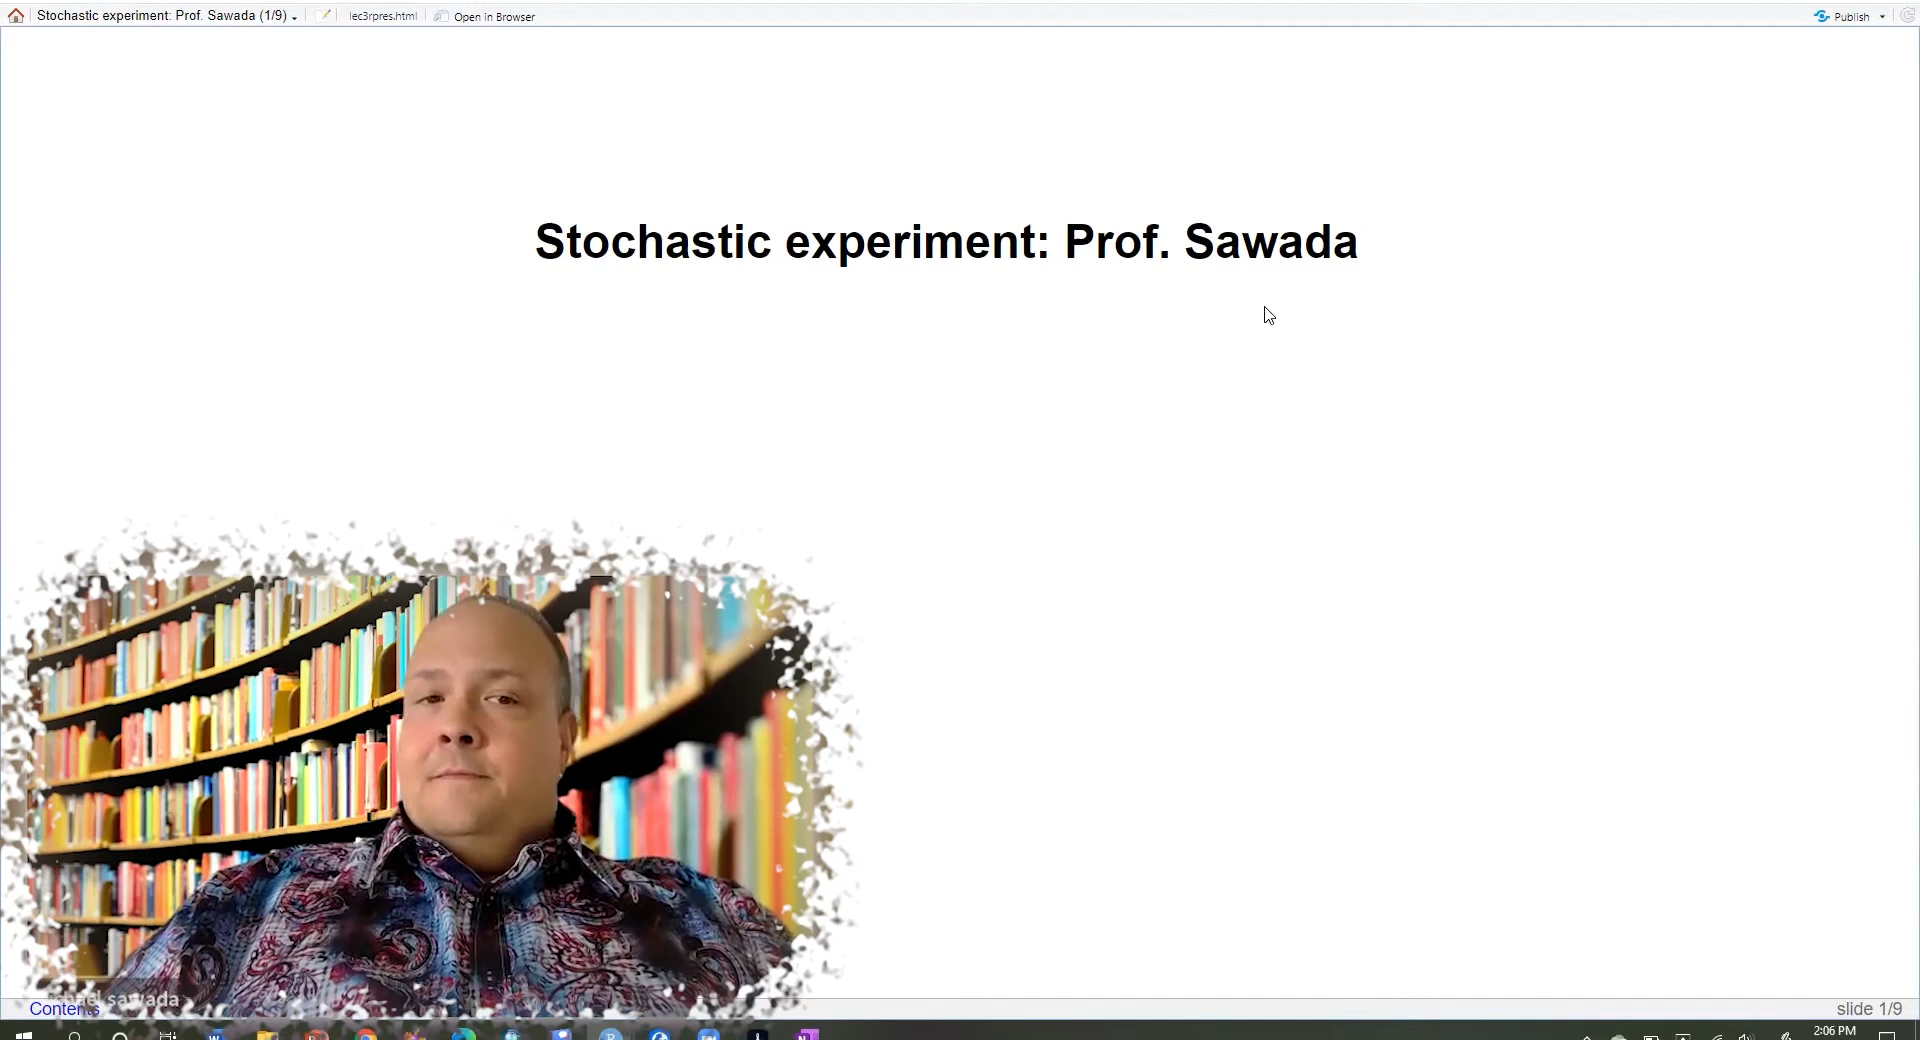 Stochastic experiment: Prof. Sawada (1/9)
lec3rpres.html
Open in Browser
Publish
Stochastic experiment: Prof. Sawada
sawada
Contents
slide 1/9
2:06 PM